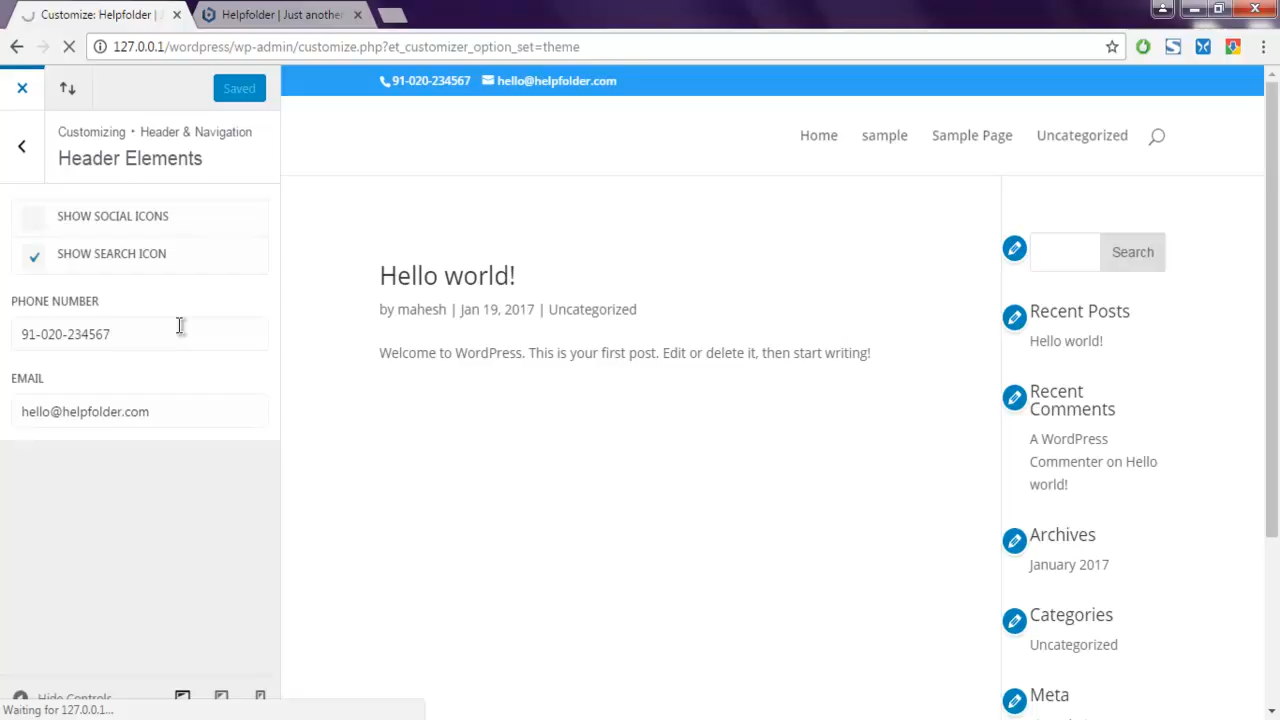 Customize: Helpfolder |
Helpfolder | Just another
127.0.0.1/wordpress/wp-admin/customize.php?et_customizer_option_set=theme
Saved
Customizing • Header & Navigation
Header Elements
SHOW SOCIAL ICONS
SHOW SEARCH ICON
PHONE NUMBER
91-020-234567
EMAIL
hello@helpfolder.com
Hide Controls
Waiting for 127.0.0.1...
91-020-234567 hello@helpfolder.com
Home sample Sample Page Uncategorized
Hello world!
by mahesh | Jan 19, 2017 | Uncategorized
Welcome to WordPress. This is your first post. Edit or delete it, then start writing!
Search
Recent Posts
Hello world!
Recent
Comments
A WordPress
Commenter on Hello
world!
Archives
January 2017
Categories
Uncategorized
Meta